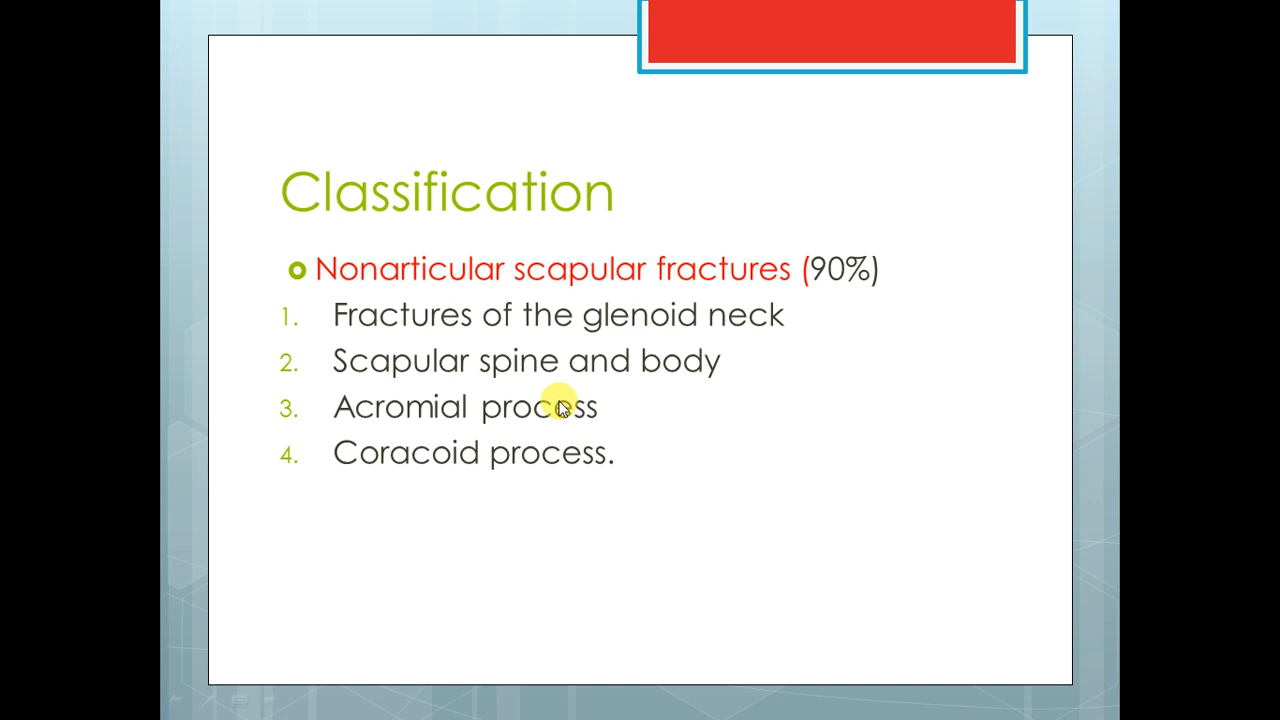 Classification
Nonarticular scapular fractures (90%)
1. Fractures of the glenoid neck
2. Scapular spine and body
3. Acromial process
4. Coracoid process.